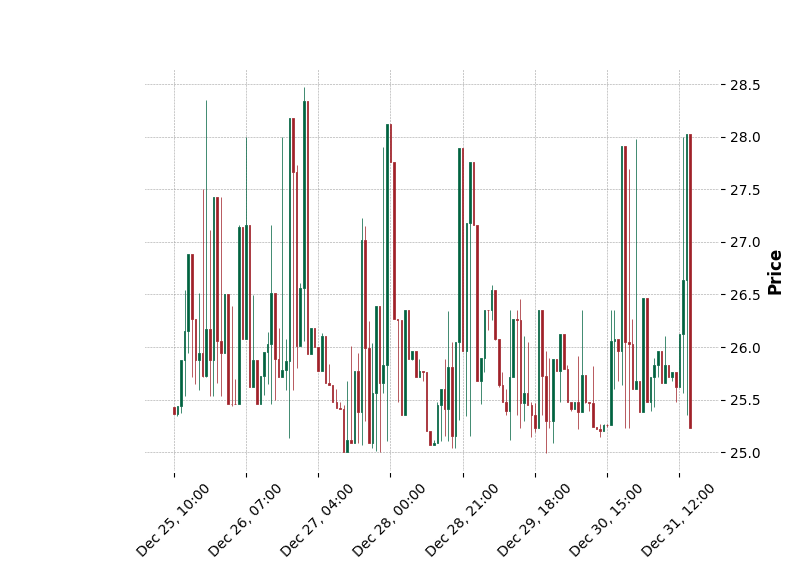 28.5
28.0
27.5
27.0
26.5
26.0
25.5
25.0
Price
Dec 25, 10:00
Dec 26, 07:00
Dec 27, 04:00
Dec 28, 00:00
Dec 28, 21:00
Dec 29, 18:00
Dec 30, 15:00
Dec 31, 12:00